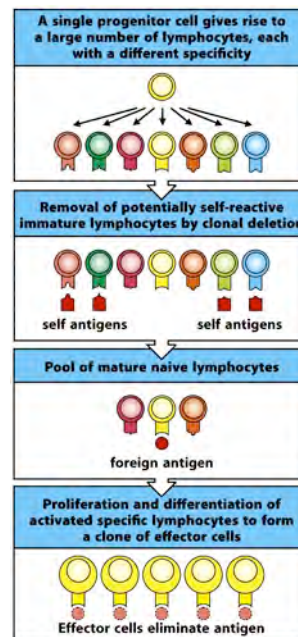 A single progenitor cell gives rise to
a large number of lymphocytes, each
with a different specificity
Removal of potentially self-reactive
immature lymphocytes by clonal deletion
self antigens
self antigens
Pool of mature naive lymphocytes
foreign antigen
Proliferation and differentiation of
activated specific lymphocytes to form
a clone of effector cells
Effector cells eliminate antigen